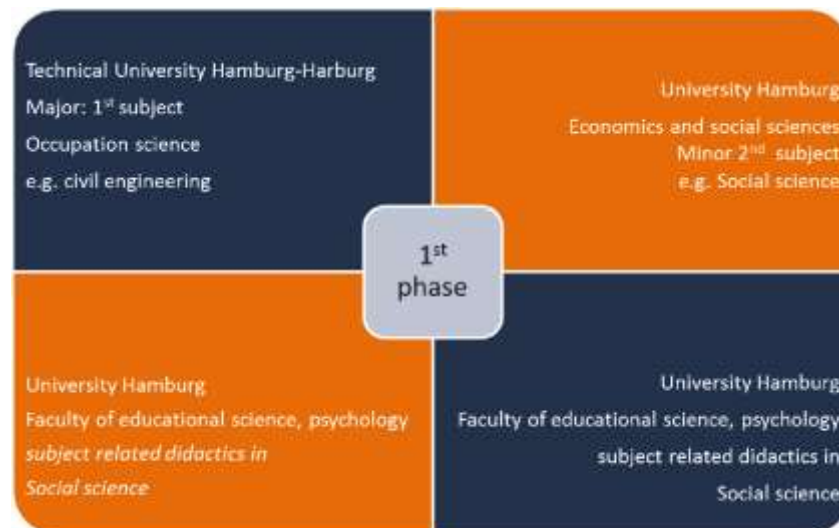 Technical University Hamburg-Harburg
Major: 1st subject
Occupation science
e.g. civil engineering
University Hamburg
Economics and social sciences
Minor 2nd subject
e.g. Social science
1st
phase
University Hamburg
Faculty of educational science, psychology
subject related didactics in
Social science
University Hamburg
Faculty of educational science, psychology
subject related didactics in
Social science